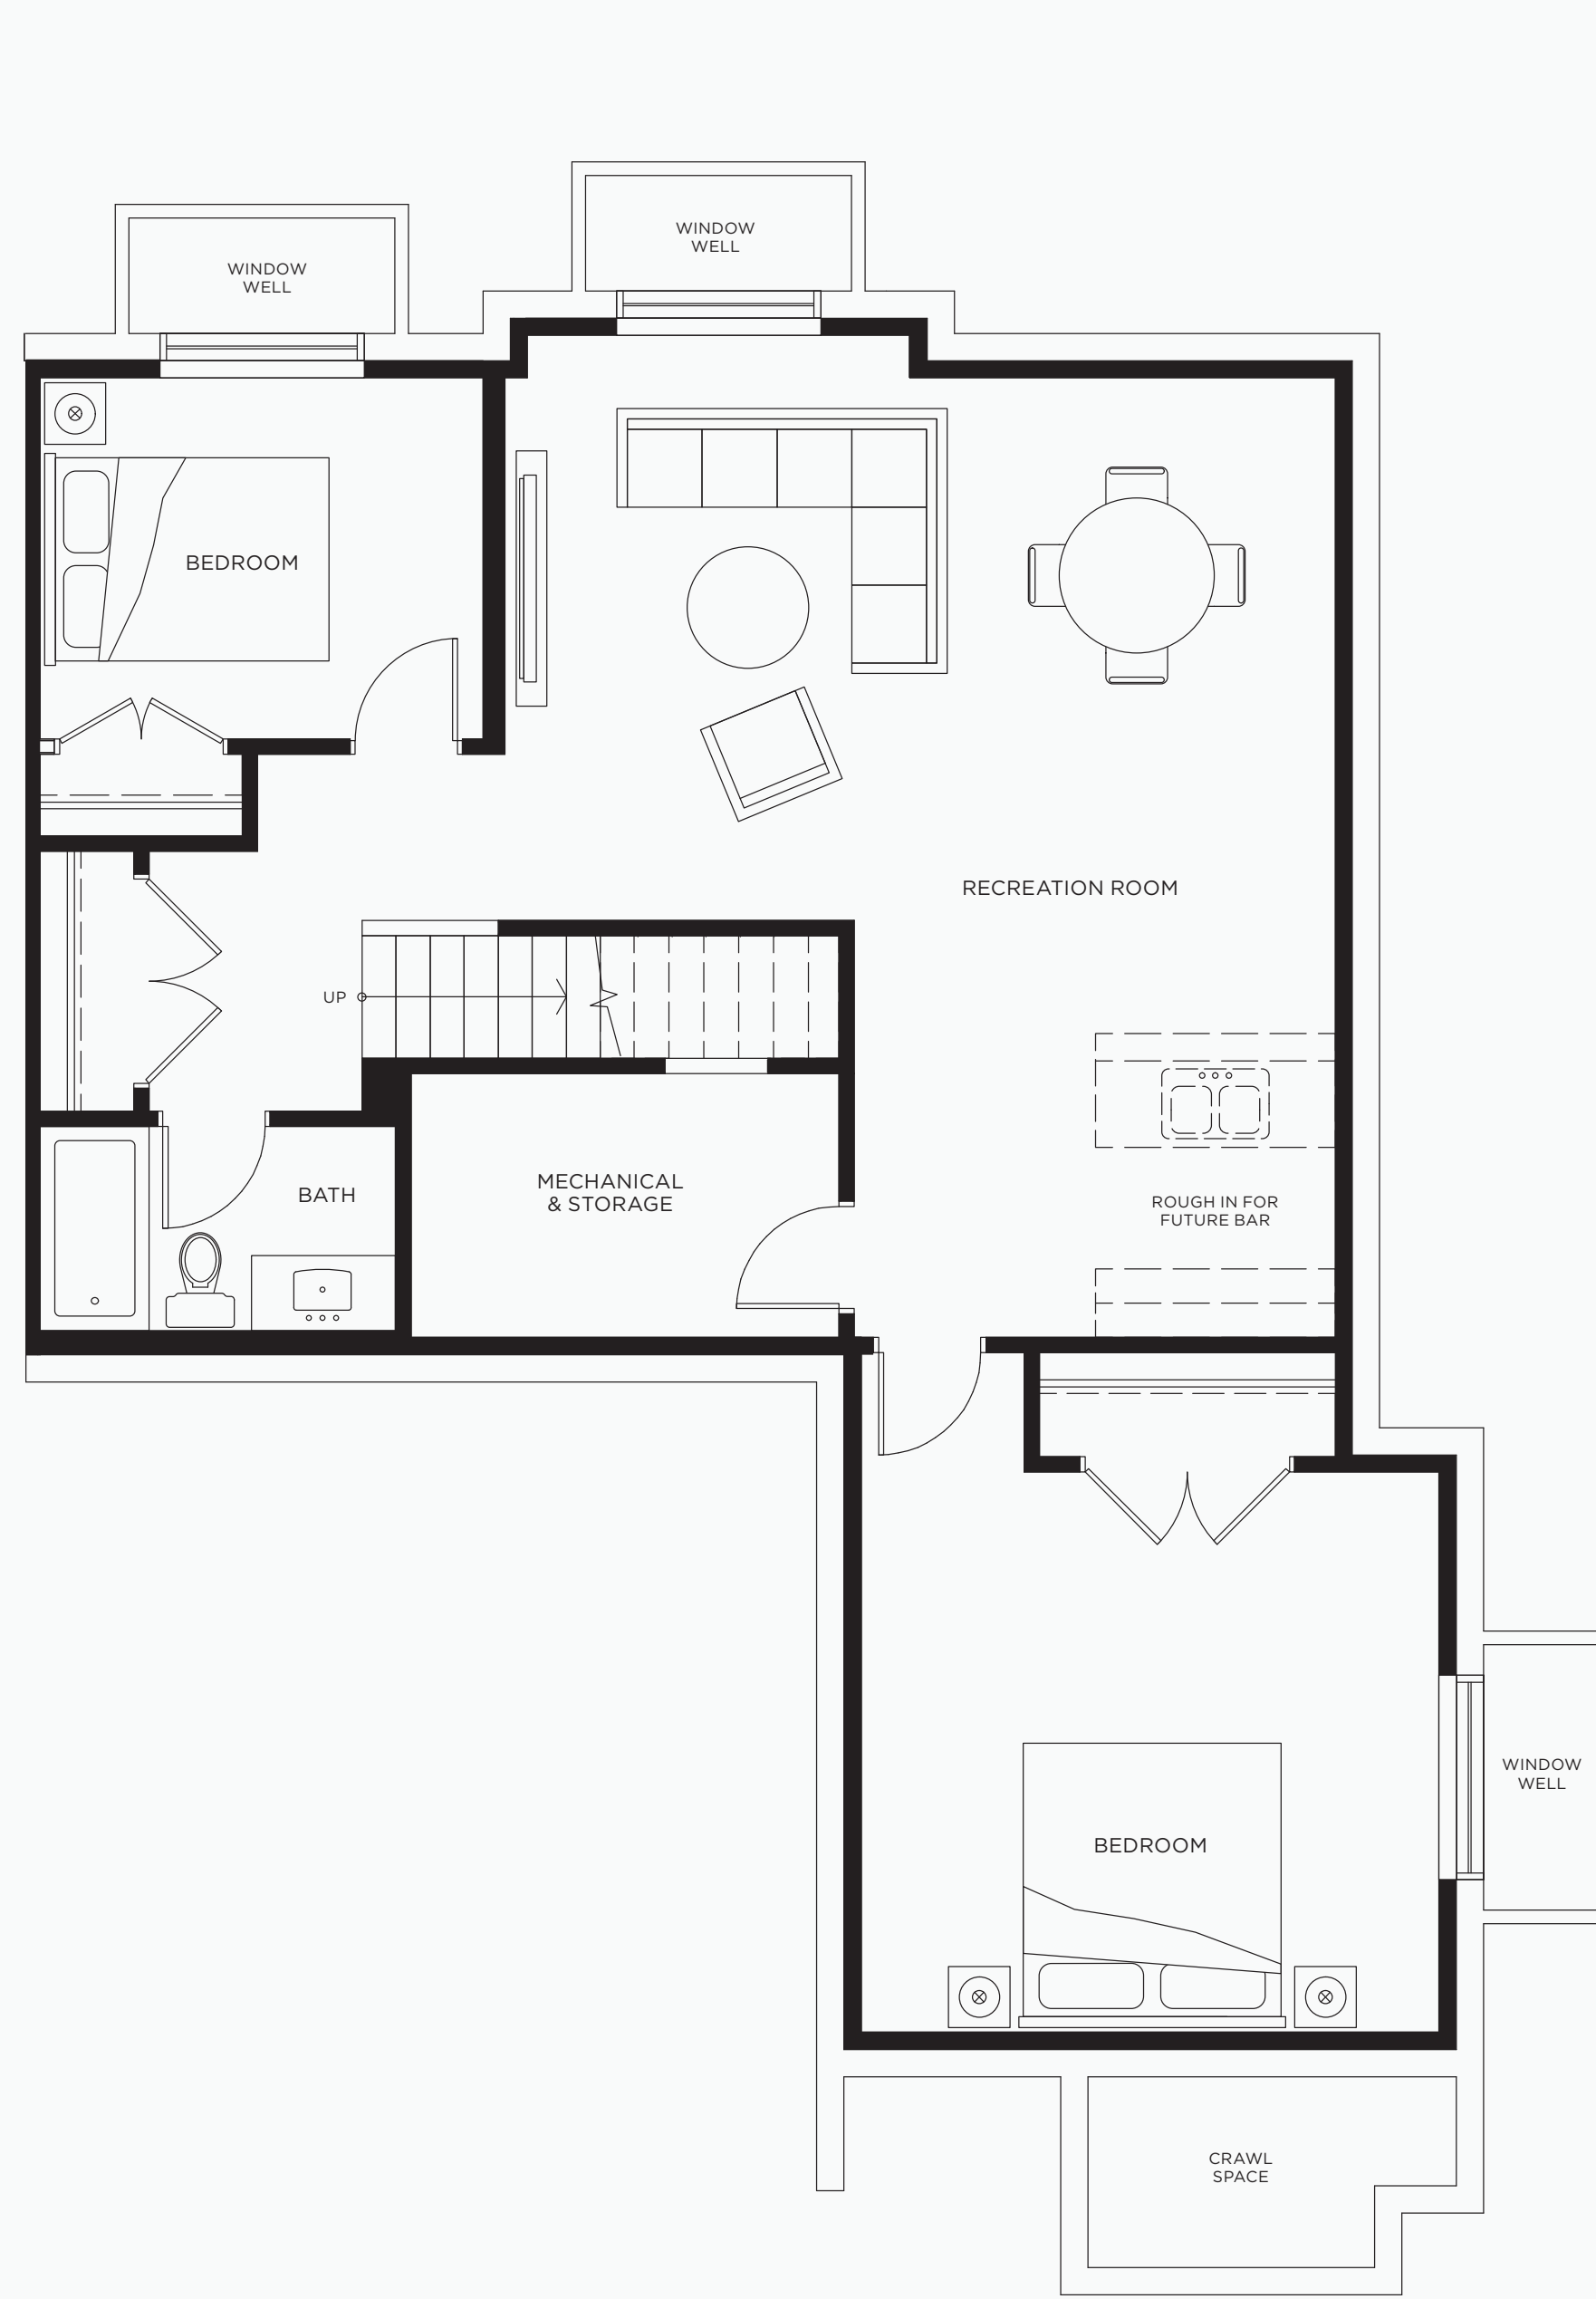 WINDOW
WELL
WINDOW
WELL
BEDROOM
RECREATION ROOM
UP
MECHANICAL
& STORAGE
BATH
ROUGH IN FOR
FUTURE BAR
WINDOW
WELL
BEDROOM
CRAWL
SPACE